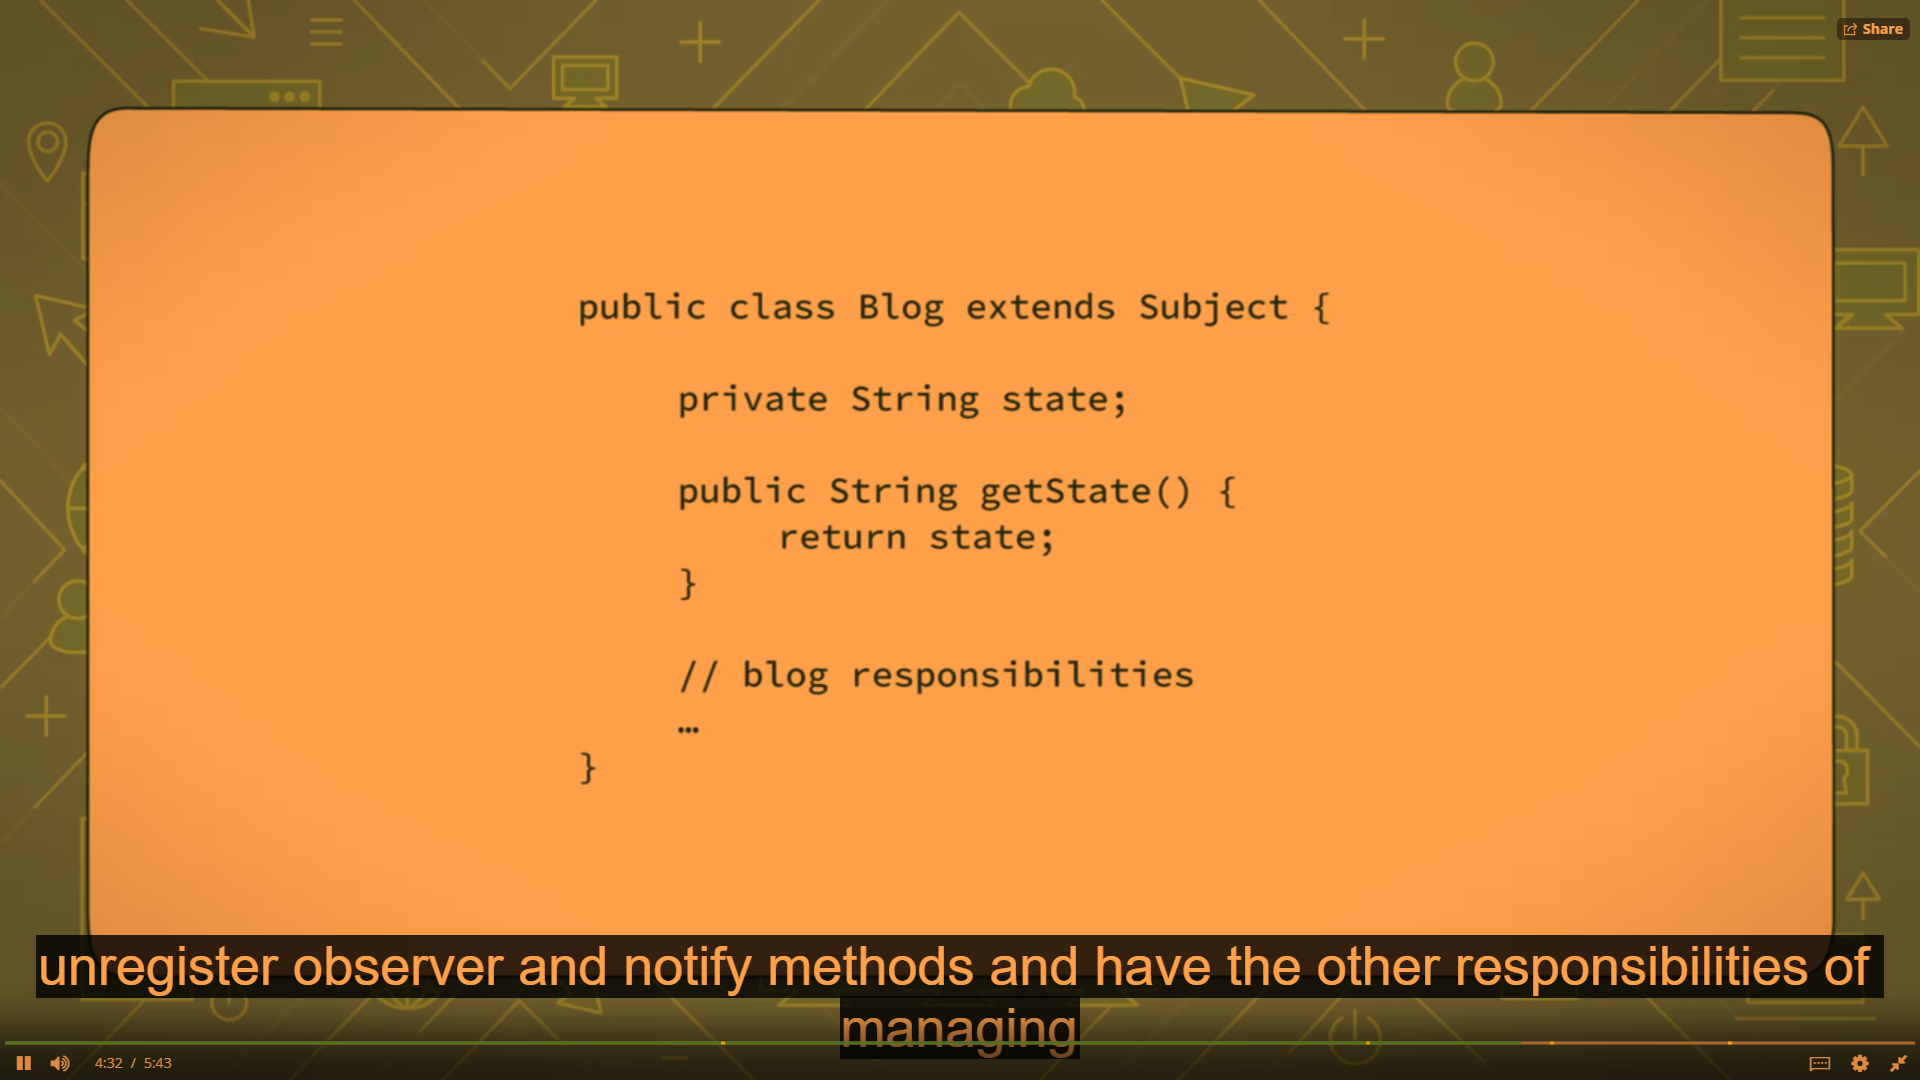 Share
public class Blog extends Subject {
private String state;
public String getState() {
return state;
}
// blog responsibilities
…
}
unregister observer and notify methods and have the other responsibilities of
managing
4:32 / 5:43